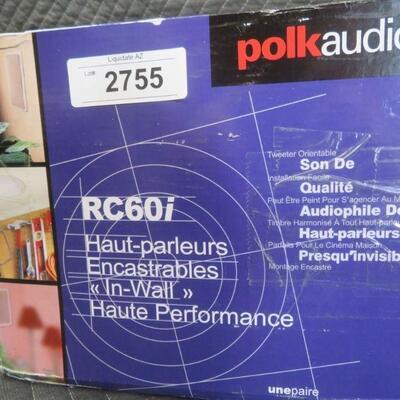 Liquidate AZ
Lot# 2755
polkaudio
RC60i
Haut-parleurs
Encastrables
« In-Wall »
Haute Performance
Tweeter Orientable
Son De
Installation Facile
Qualité
Peut Être Peint Pour S'agencer Au
Audiophile
Timbre Harmonisé À Tout
Haut-parleurs
Parfaits Pour Le Cinéma Maison
Presqu'invisib
Montage Encastré
unepaire